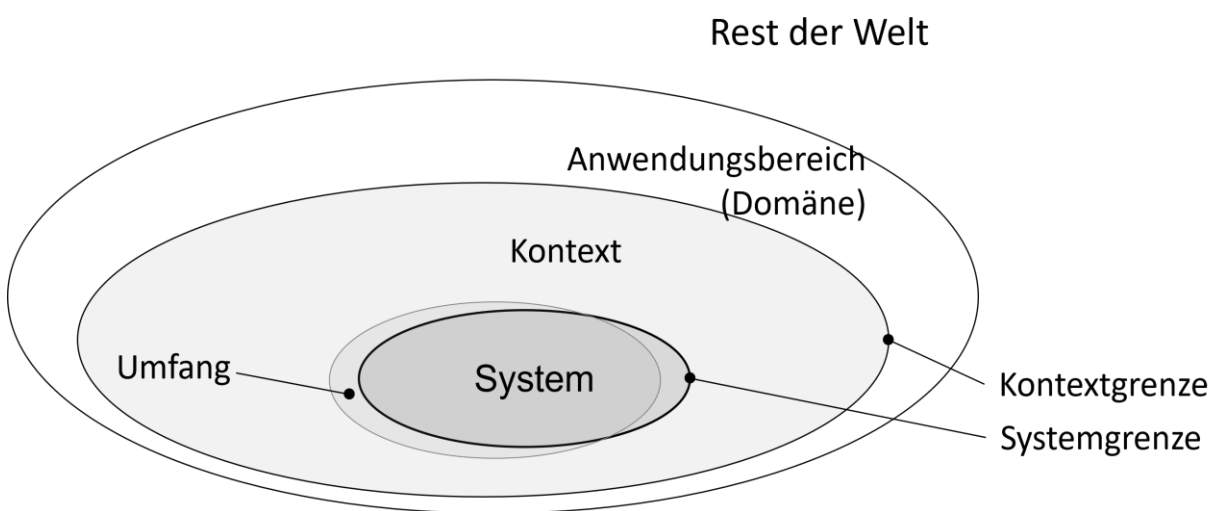 Rest der Welt
Anwendungsbereich
(Domäne)
Kontext
Umfang
System
Kontextgrenze
Systemgrenze